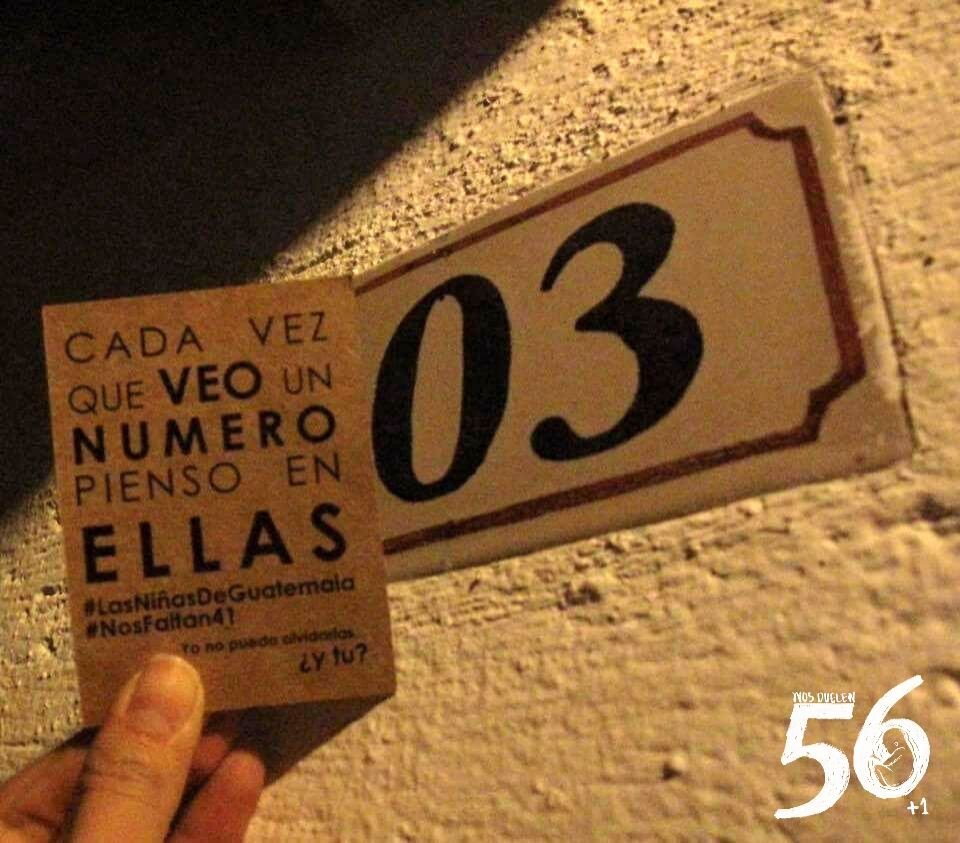 CADA VEZ
QUE VEO UN
NUMERO
PIENSO EN
ELLAS
#LasNiñasDeGuatemala
#NosFaltan41
Yo no puedo olvidarlas
¿y tu?
03
NOS DUELEN
56
+1